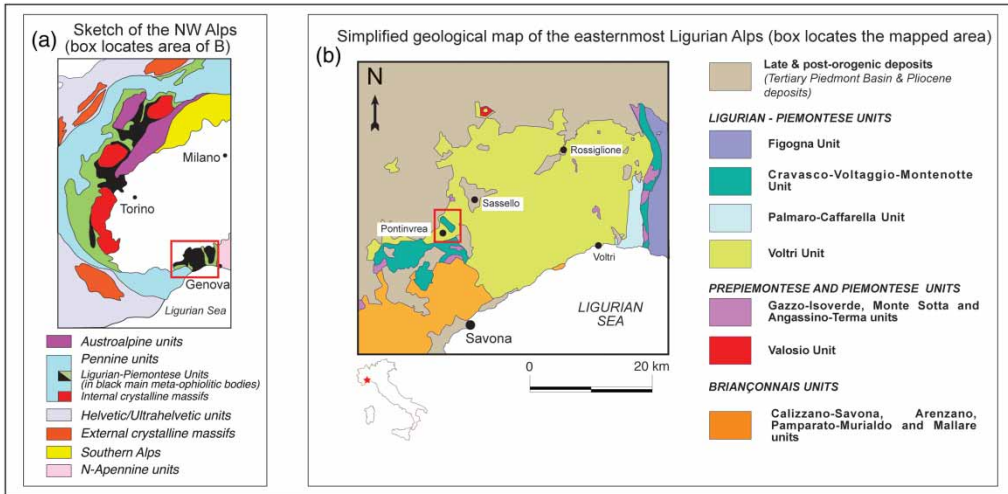 (a)
Sketch of the NW Alps
(box locates area of B)
Milano
Torino
Genova
Ligurian Sea
Austroalpine units
Pennine units
Ligurian-Piemontese Units
(in black main meta-ophiolitic bodies)
Internal crystalline massifs
Helvetic/Ultrahelvetic units
External crystalline massifs
Southern Alps
N-Apennine units
Simplified geological map of the easternmost Ligurian Alps (box locates the mapped area)
(b)
N
Rossiglione
Sassello
Pontinvrea
Voltri
LIGURIAN
SEA
Savona
20 km
Late & post-orogenic deposits
(Tertiary Piedmont Basin & Pliocene
deposits)
LIGURIAN - PIEMONTESE UNITS
Figogna Unit
Cravasco-Voltaggio-Montenotte
Unit
Palmaro-Caffarella Unit
Voltri Unit
PREPIEMONTESE AND PIEMONTESE UNITS
Gazzo-Isoverde, Monte Sotta and
Angassino-Terma units
Valosio Unit
BRIANÇONNAIS UNITS
Calizzano-Savona, Arenzano,
Pamparato-Murialdo and Mallare
units